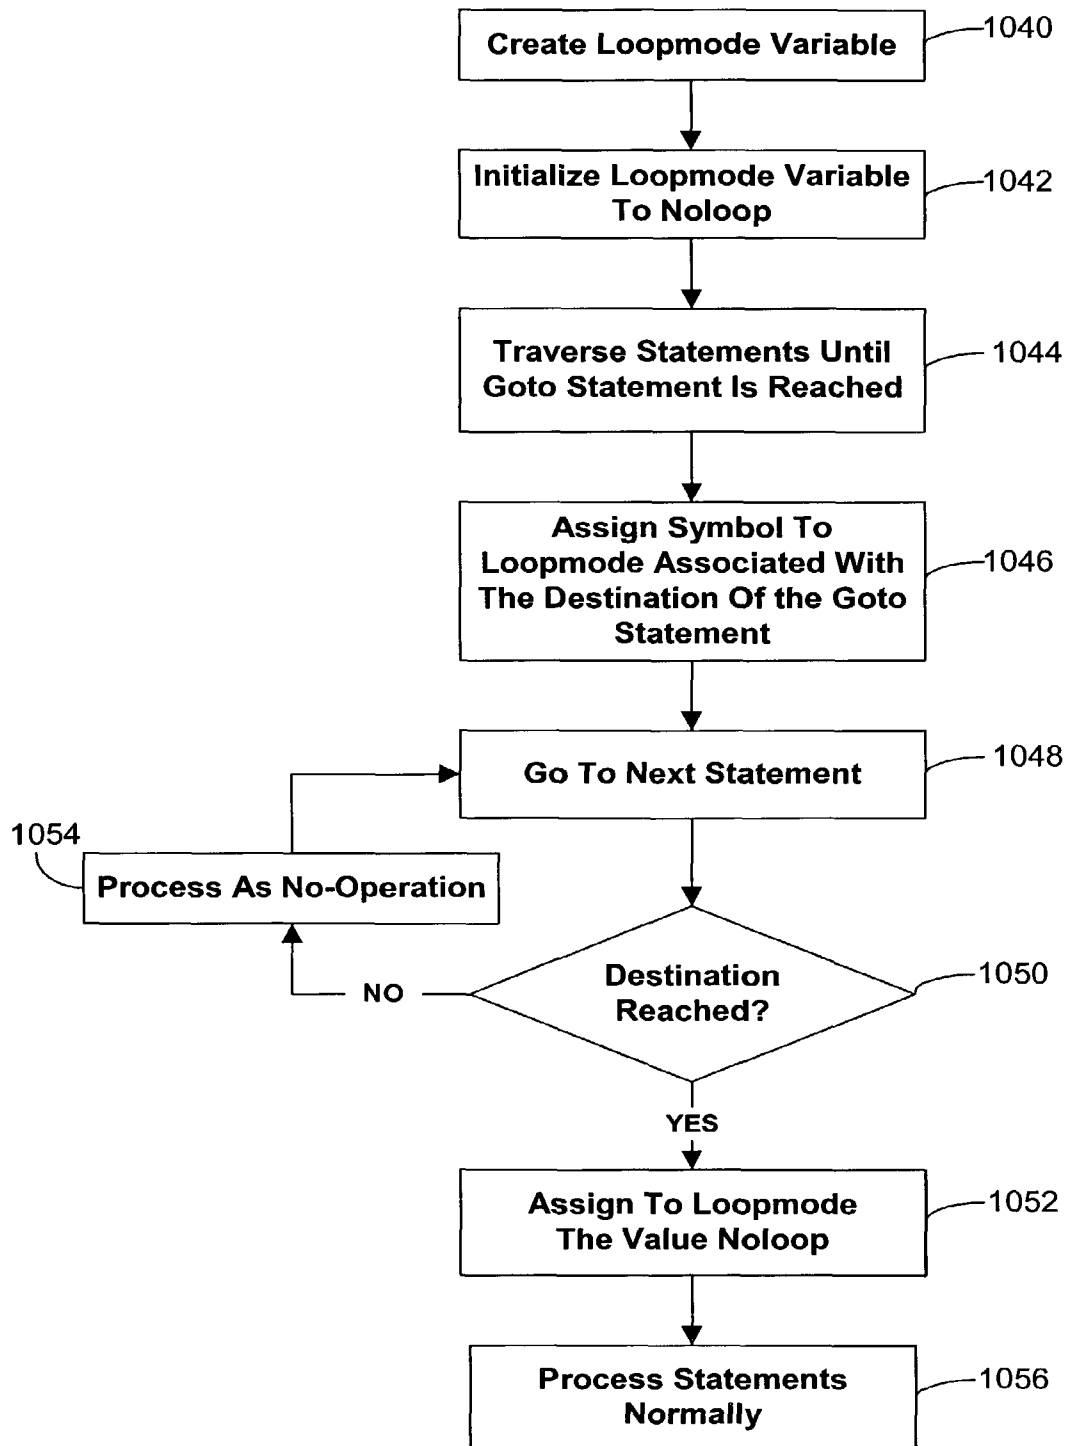 Create Loopmode Variable
1040
Initialize Loopmode Variable
To Noloop
1042
Traverse Statements Until
Goto Statement Is Reached
1044
Assign Symbol To
Loopmode Associated With
The Destination Of the Goto
Statement
1046
Go To Next Statement
1048
1054
Process As No-Operation
Destination
Reached?
1050
NO
YES
Assign To Loopmode
The Value Noloop
1052
Process Statements
Normally
1056